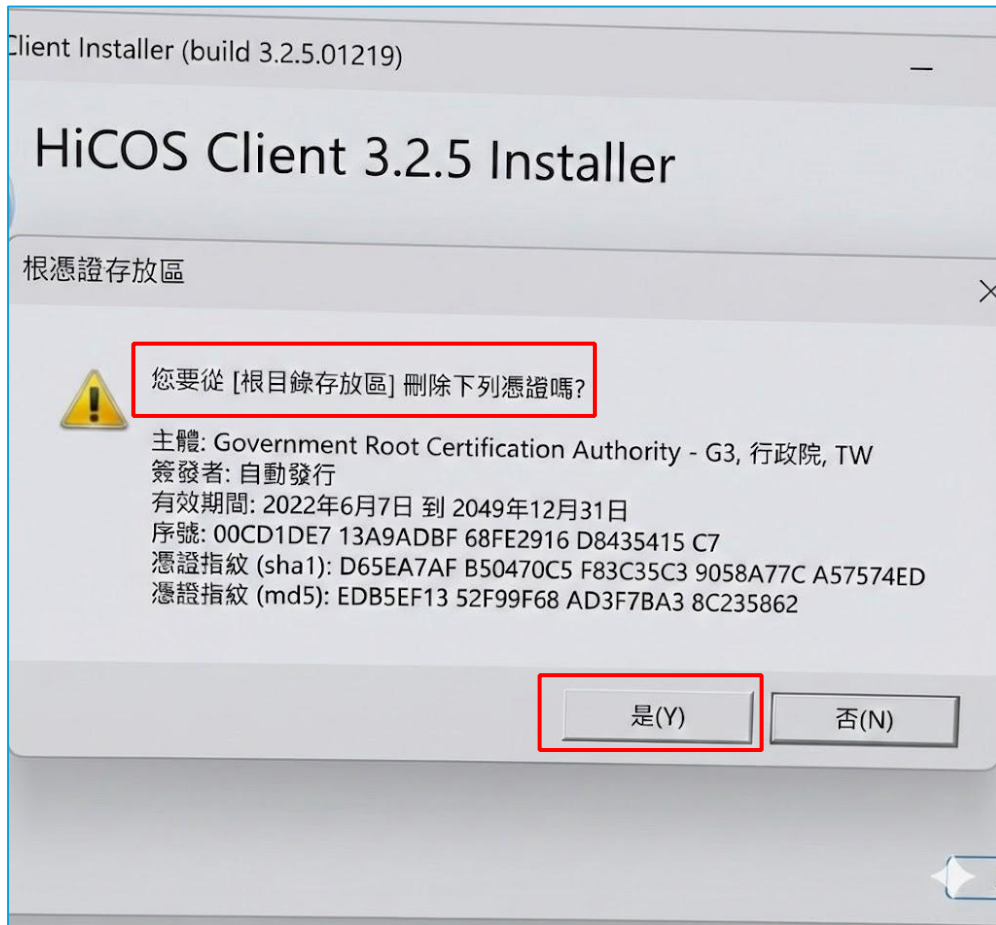 Client Installer (build 3.2.5.01219)
HiCOS Client 3.2.5 Installer
根憑證存放區
您要從 [根目錄存放區] 刪除下列憑證嗎?
主體: Government Root Certification Authority - G3, 行政院, TW
簽發者: 自動發行
有效期間: 2022年6月7日 到 2049年12月31日
序號: 00CD1DE7 13A9ADBF 68FE2916 D8435415 C7
憑證指紋 (sha1): D65EA7AF B50470C5 F83C35C3 9058A77C A57574ED
憑證指紋 (md5): EDB5EF13 52F99F68 AD3F7BA3 8C235862
是(Y)
否(N)